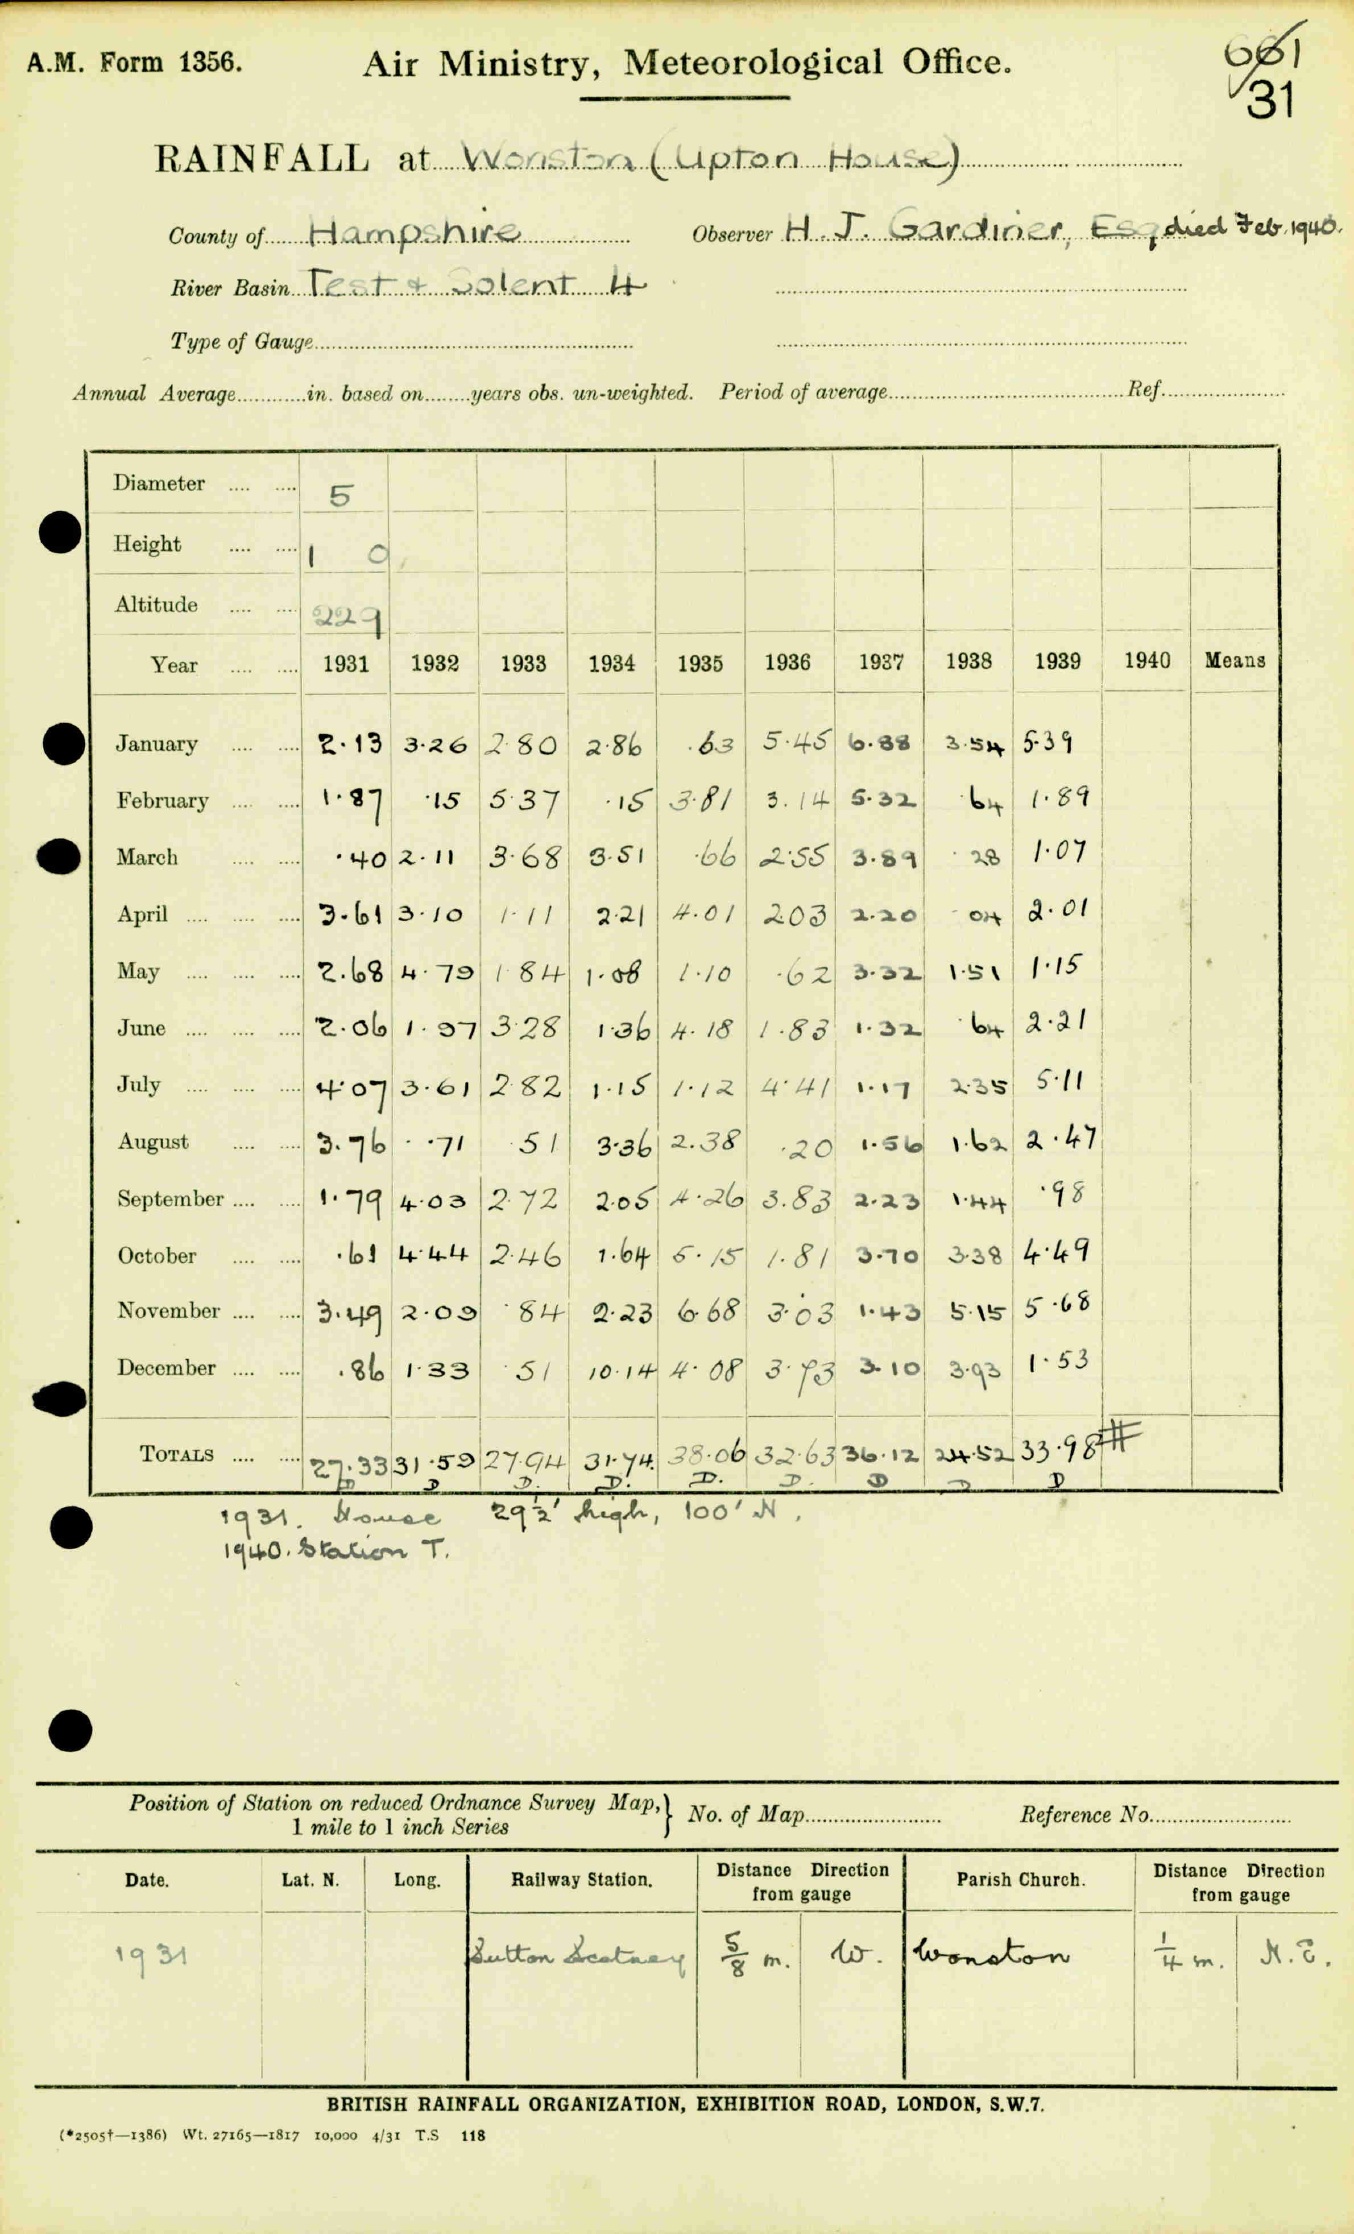 A.M. Form 1356. Air Ministry, Meteorological Office. 661
31
RAINFALL at Wonston (Upton House)
County of Hampshire Observer H. J. Gardiner, Esq died Feb. 1940.
River Basin Test & Solent 4
Type of Gauge
Annual Average in. based on years obs. un-weighted. Period of average Ref.
Diameter 5
Height 1 0
Altitude 229
Year 1931 1932 1933 1934 1935 1936 1937 1938 1939 1940 Means
January 2.13 3.26 2.80 2.86 .63 5.45 6.88 3.54 5.39
February 1.87 .15 5.37 .15 3.81 3.14 5.32 .64 1.89
March .40 2.11 3.68 3.51 .66 2.55 3.89 .28 1.07
April 3.61 3.10 1.11 2.21 4.01 2.03 2.20 .04 2.01
May 2.68 4.79 1.84 1.08 1.10 .62 3.32 1.51 1.15
June 2.06 1.97 3.28 1.36 4.18 1.83 1.32 .64 2.21
July 4.07 3.61 2.82 1.15 1.12 4.41 1.17 2.35 5.11
August 3.76 .71 .51 3.36 2.38 .20 1.56 1.62 2.47
September 1.79 4.03 2.72 2.05 4.26 3.83 2.23 1.44 .98
October .61 4.44 2.46 1.64 5.15 1.81 3.70 3.38 4.49
November 3.49 2.09 .84 2.23 6.68 3.03 1.43 5.15 5.68
December .86 1.33 .51 10.14 4.08 3.73 3.10 3.93 1.53
TOTALS 27.33 31.59 27.94 31.74 38.06 32.63 36.12 24.52 33.98 #
D D D. D. D. D. D D D
1931. House 29½' high, 100' N.
1940. Station T.
Position of Station on reduced Ordnance Survey Map, 1 mile to 1 inch Series } No. of Map Reference No.
Date. Lat. N. Long. Railway Station. Distance Direction from gauge Parish Church. Distance Direction from gauge
1931 Sutton Scotney 5/8 m. W. Wonston 1/4 m. N.E.
BRITISH RAINFALL ORGANIZATION, EXHIBITION ROAD, LONDON, S.W.7.
(*2505†—1386) Wt. 27165—1817 10,000 4/31 T.S 118